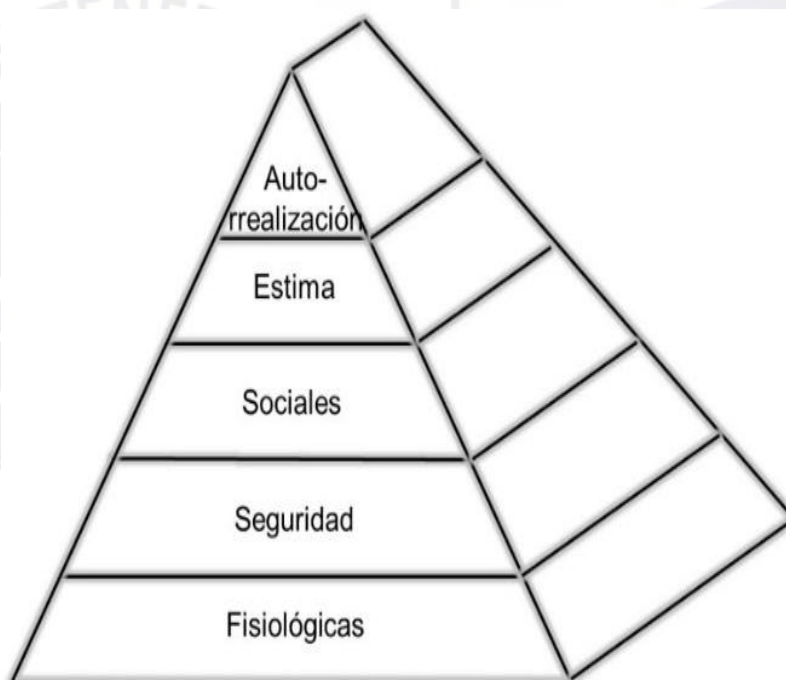 Auto-
rrealización
Estima
Sociales
Seguridad
Fisiológicas